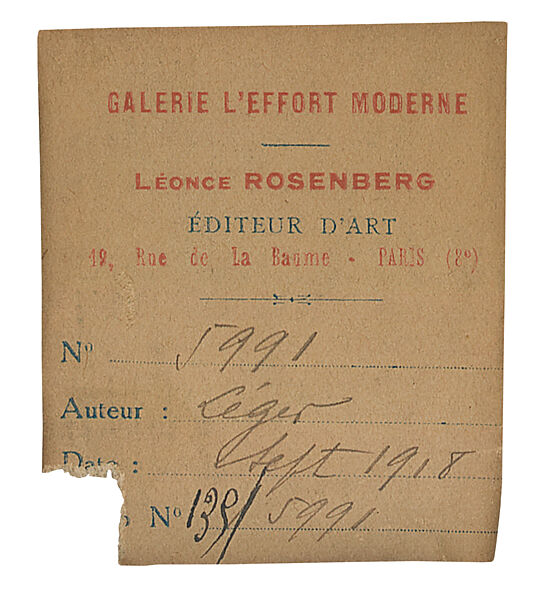 GALERIE L'EFFORT MODERNE
LÉONCE ROSENBERG
ÉDITEUR D'ART
19, Rue de La Baume - PARIS (8e)
No 5991
Auteur : Léger
Date : Sept 1918
No 5991